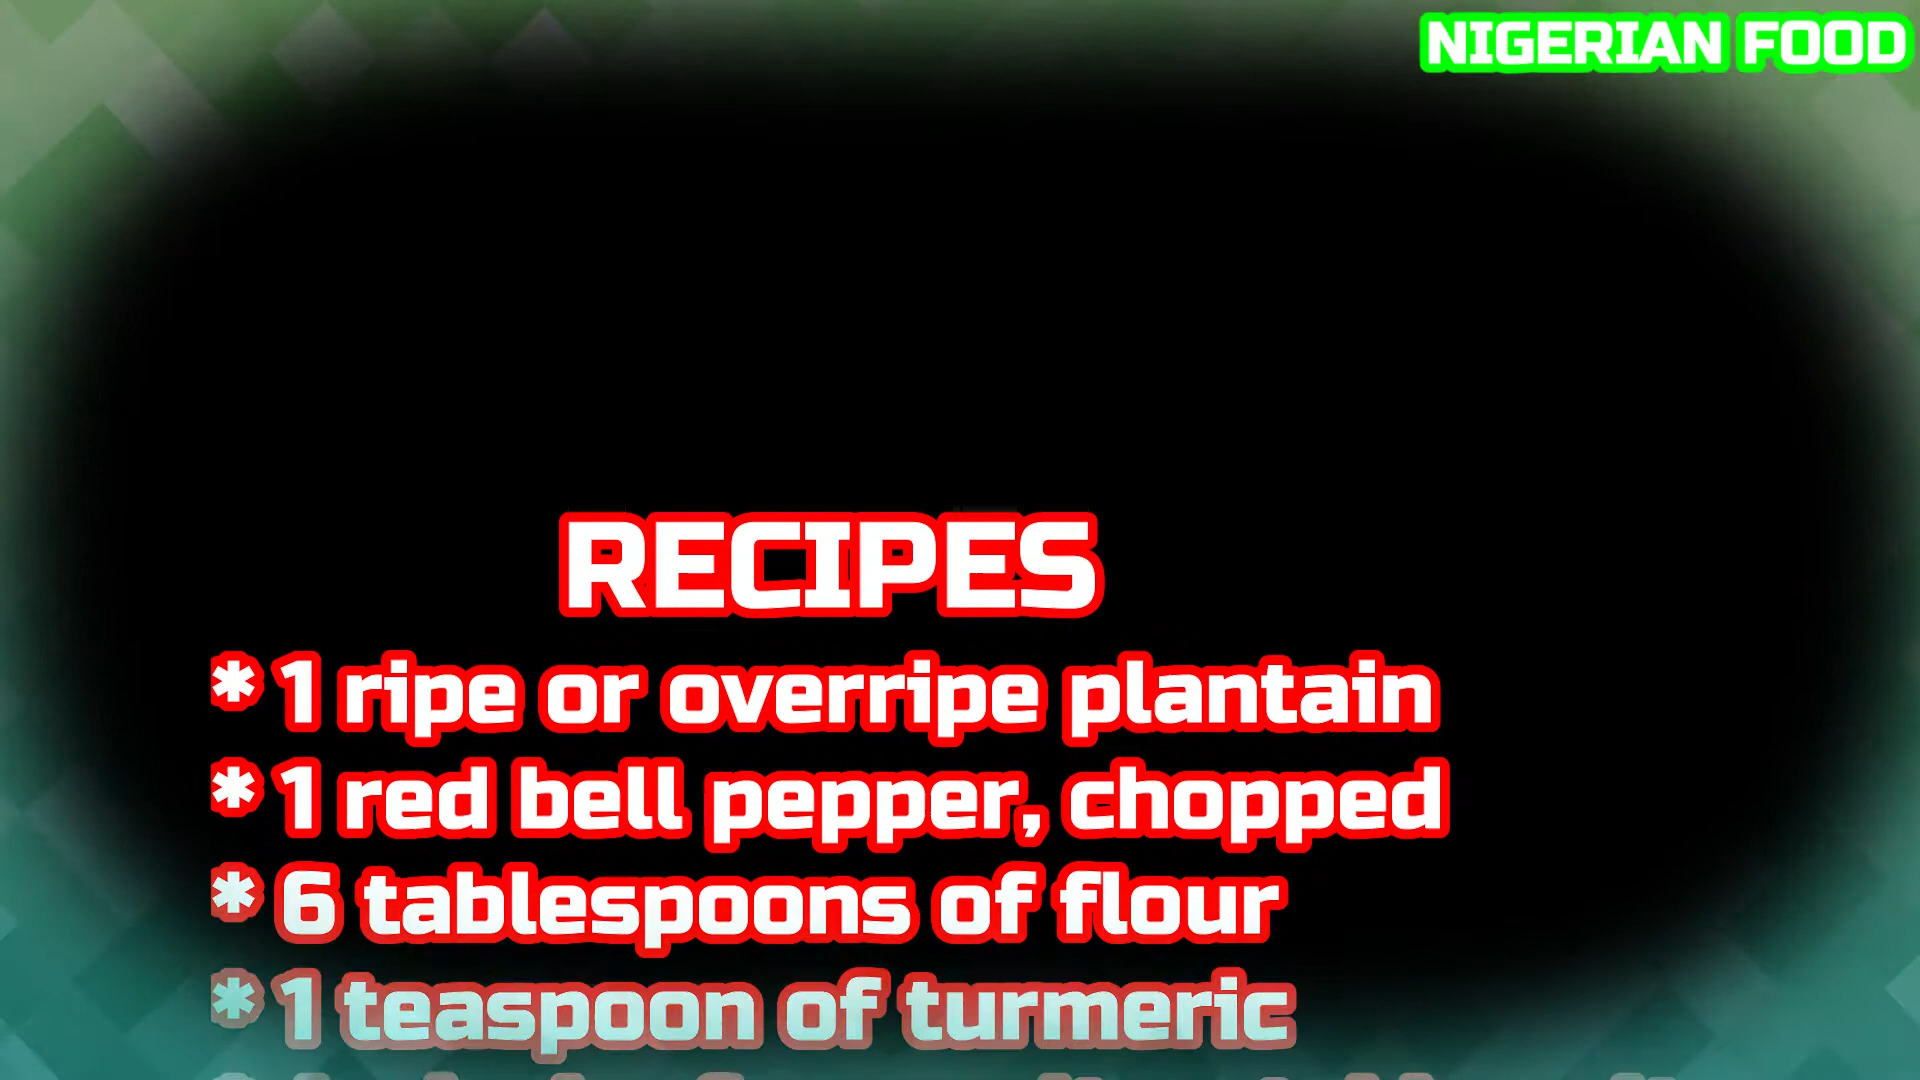 NIGERIAN FOOD
RECIPES
* 1 ripe or overripe plantain
* 1 red bell pepper, chopped
* 6 tablespoons of flour
* 1 teaspoon of turmeric